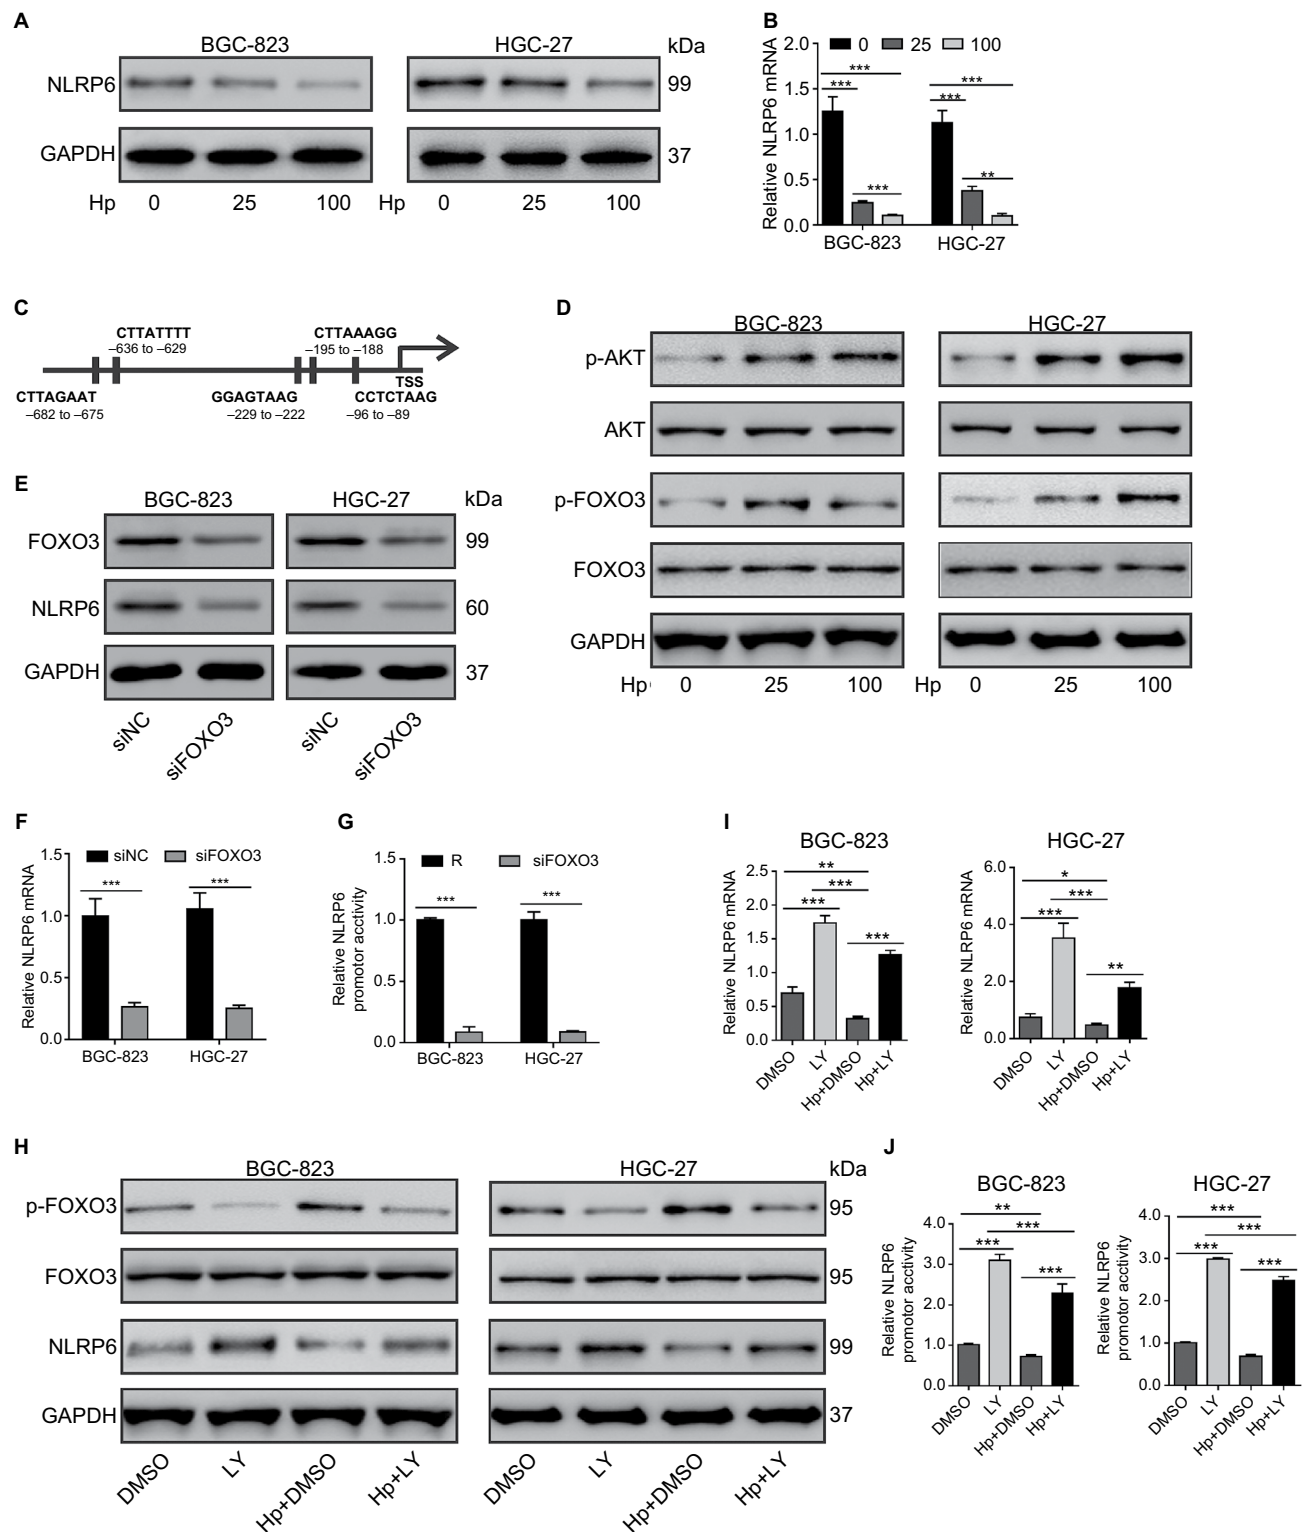 A
BGC-823
HGC-27
kDa
NLRP6
99
GAPDH
37
Hp 0 25 100
Hp 0 25 100
B
0 25 100
Relative NLRP6 mRNA
2.0
1.5
1.0
0.5
0.0
*** *** ***
*** *** **
BGC-823 HGC-27
C
CTTATTTT
–636 to –629
CTTAAAGG
–195 to –188
TSS
CTTAGAAT
–682 to –675
GGAGTAAG
–229 to –222
CCTCTAAG
–96 to –89
D
BGC-823
HGC-27
p-AKT
AKT
p-FOXO3
FOXO3
GAPDH
Hp 0 25 100
Hp 0 25 100
E
BGC-823
HGC-27
kDa
FOXO3
99
NLRP6
60
GAPDH
37
siNC siFOXO3
siNC siFOXO3
F
siNC siFOXO3
Relative NLRP6 mRNA
1.5
1.0
0.5
0.0
*** ***
BGC-823 HGC-27
G
R siFOXO3
Relative NLRP6
promotor acctivity
1.5
1.0
0.5
0.0
*** ***
BGC-823 HGC-27
I
BGC-823
Relative NLRP6 mRNA
2.5
2.0
1.5
1.0
0.5
0.0
**
***
***
***
DMSO LY Hp+DMSO Hp+LY
HGC-27
Relative NLRP6 mRNA
6.0
4.0
2.0
0.0
*
***
***
**
DMSO LY Hp+DMSO Hp+LY
H
BGC-823
HGC-27
kDa
p-FOXO3
95
FOXO3
95
NLRP6
99
GAPDH
37
DMSO LY Hp+DMSO Hp+LY
DMSO LY Hp+DMSO Hp+LY
J
BGC-823
Relative NLRP6
promotor acctivity
4.0
3.0
2.0
1.0
0.0
**
***
***
***
DMSO LY Hp+DMSO Hp+LY
HGC-27
Relative NLRP6
promotor acctivity
4.0
3.0
2.0
1.0
0.0
***
***
***
***
DMSO LY Hp+DMSO Hp+LY